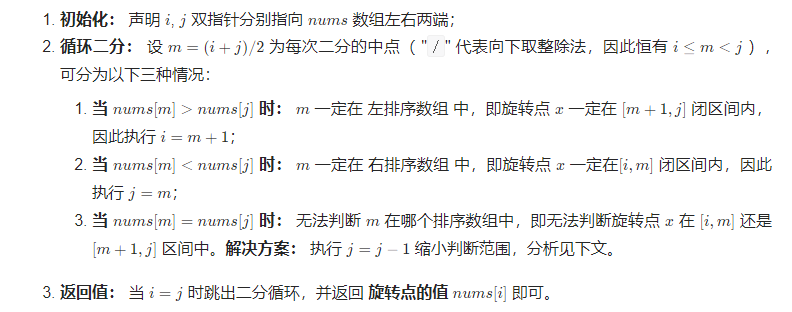 1. 初始化： 声明 i, j 双指针分别指向 nums 数组左右两端；
2. 循环二分： 设 m = (i + j)/2 为每次二分的中点（ "/" 代表向下取整除法，因此恒有 i ≤ m < j ），
可分为以下三种情况：
1. 当 nums[m] > nums[j] 时： m 一定在 左排序数组 中，即旋转点 x 一定在 [m + 1, j] 闭区间内，
因此执行 i = m + 1；
2. 当 nums[m] < nums[j] 时： m 一定在 右排序数组 中，即旋转点 x 一定在[i, m] 闭区间内，因此
执行 j = m；
3. 当 nums[m] = nums[j] 时： 无法判断 m 在哪个排序数组中，即无法判断旋转点 x 在 [i, m] 还是
[m + 1, j] 区间中。解决方案： 执行 j = j − 1 缩小判断范围，分析见下文。
3. 返回值： 当 i = j 时跳出二分循环，并返回 旋转点的值 nums[i] 即可。